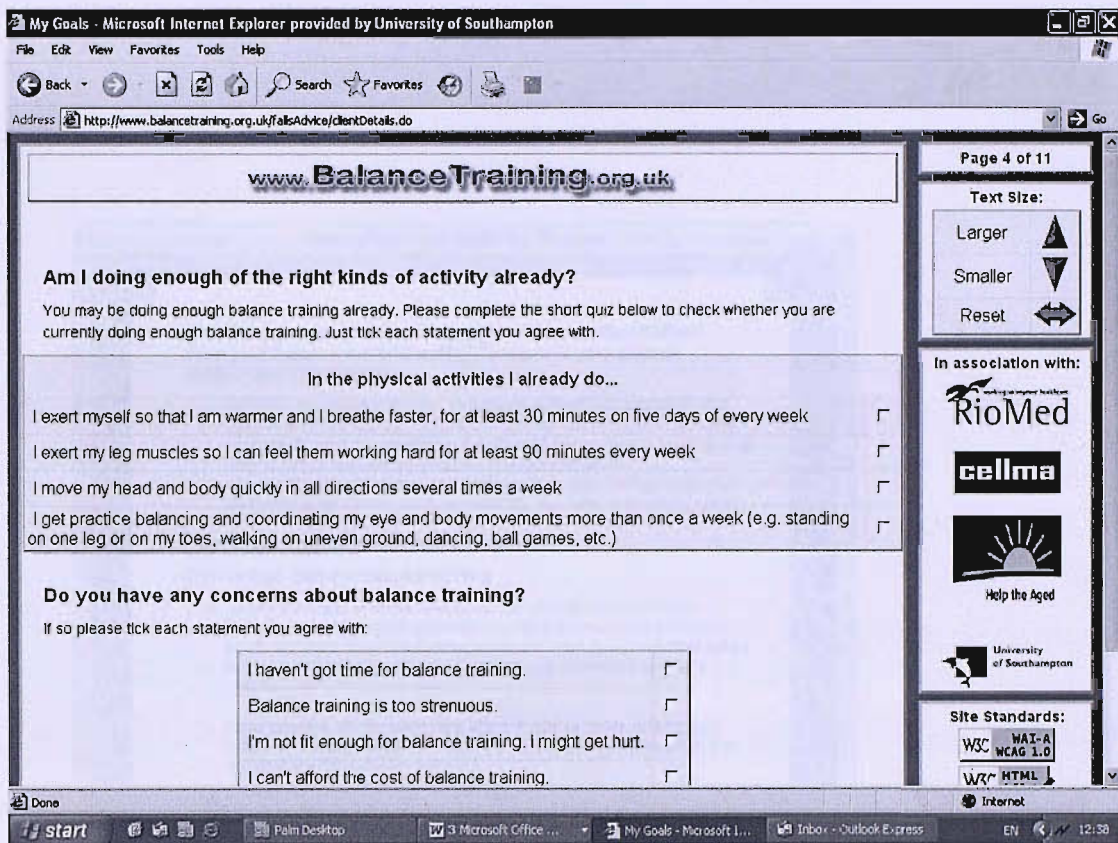 My Goals - Microsoft Internet Explorer provided by University of Southampton
File Edit View Favorites Tools Help
Back Search Favorites
Address http://www.balancetraining.org.uk/fallsAdvice/clientDetails.do Go
www.BalanceTraining.org.uk
Am I doing enough of the right kinds of activity already?
You may be doing enough balance training already. Please complete the short quiz below to check whether you are
currently doing enough balance training. Just tick each statement you agree with.
In the physical activities I already do...
I exert myself so that I am warmer and I breathe faster, for at least 30 minutes on five days of every week
I exert my leg muscles so I can feel them working hard for at least 90 minutes every week
I move my head and body quickly in all directions several times a week
I get practice balancing and coordinating my eye and body movements more than once a week (e.g. standing
on one leg or on my toes, walking on uneven ground, dancing, ball games, etc.)
Do you have any concerns about balance training?
If so please tick each statement you agree with:
I haven't got time for balance training.
Balance training is too strenuous.
I'm not fit enough for balance training. I might get hurt.
I can't afford the cost of balance training.
Page 4 of 11
Text Size:
Larger
Smaller
Reset
In association with:
RioMed
cellma
Help the Aged
University
of Southampton
Site Standards:
W3C WAI-A
WCAG 1.0
W3C HTML
Done Internet
start Palm Desktop 3 Microsoft Office ... My Goals - Microsoft I... Inbox - Outlook Express EN 12:38